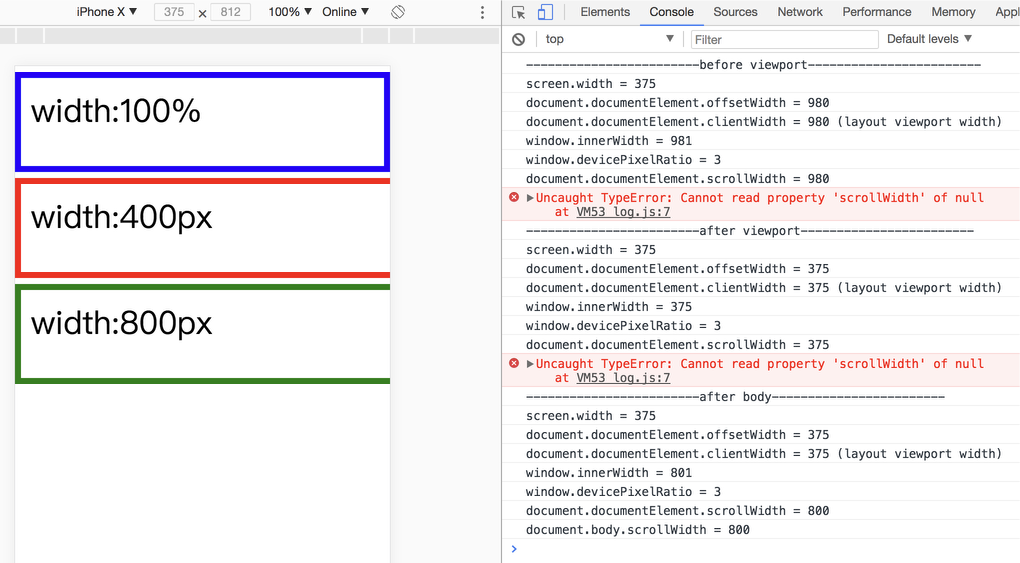 iPhone X ▼ 375 × 812 100% ▼ Online ▼
Elements Console Sources Network Performance Memory Appl
top ▼ Filter Default levels ▼
width:100%
width:400px
width:800px
------------------------before viewport------------------------
screen.width = 375
document.documentElement.offsetWidth = 980
document.documentElement.clientWidth = 980 (layout viewport width)
window.innerWidth = 981
window.devicePixelRatio = 3
document.documentElement.scrollWidth = 980
▶Uncaught TypeError: Cannot read property 'scrollWidth' of null
at VM53 log.js:7
------------------------after viewport------------------------
screen.width = 375
document.documentElement.offsetWidth = 375
document.documentElement.clientWidth = 375 (layout viewport width)
window.innerWidth = 375
window.devicePixelRatio = 3
document.documentElement.scrollWidth = 375
▶Uncaught TypeError: Cannot read property 'scrollWidth' of null
at VM53 log.js:7
------------------------after body------------------------
screen.width = 375
document.documentElement.offsetWidth = 375
document.documentElement.clientWidth = 375 (layout viewport width)
window.innerWidth = 801
window.devicePixelRatio = 3
document.documentElement.scrollWidth = 800
document.body.scrollWidth = 800